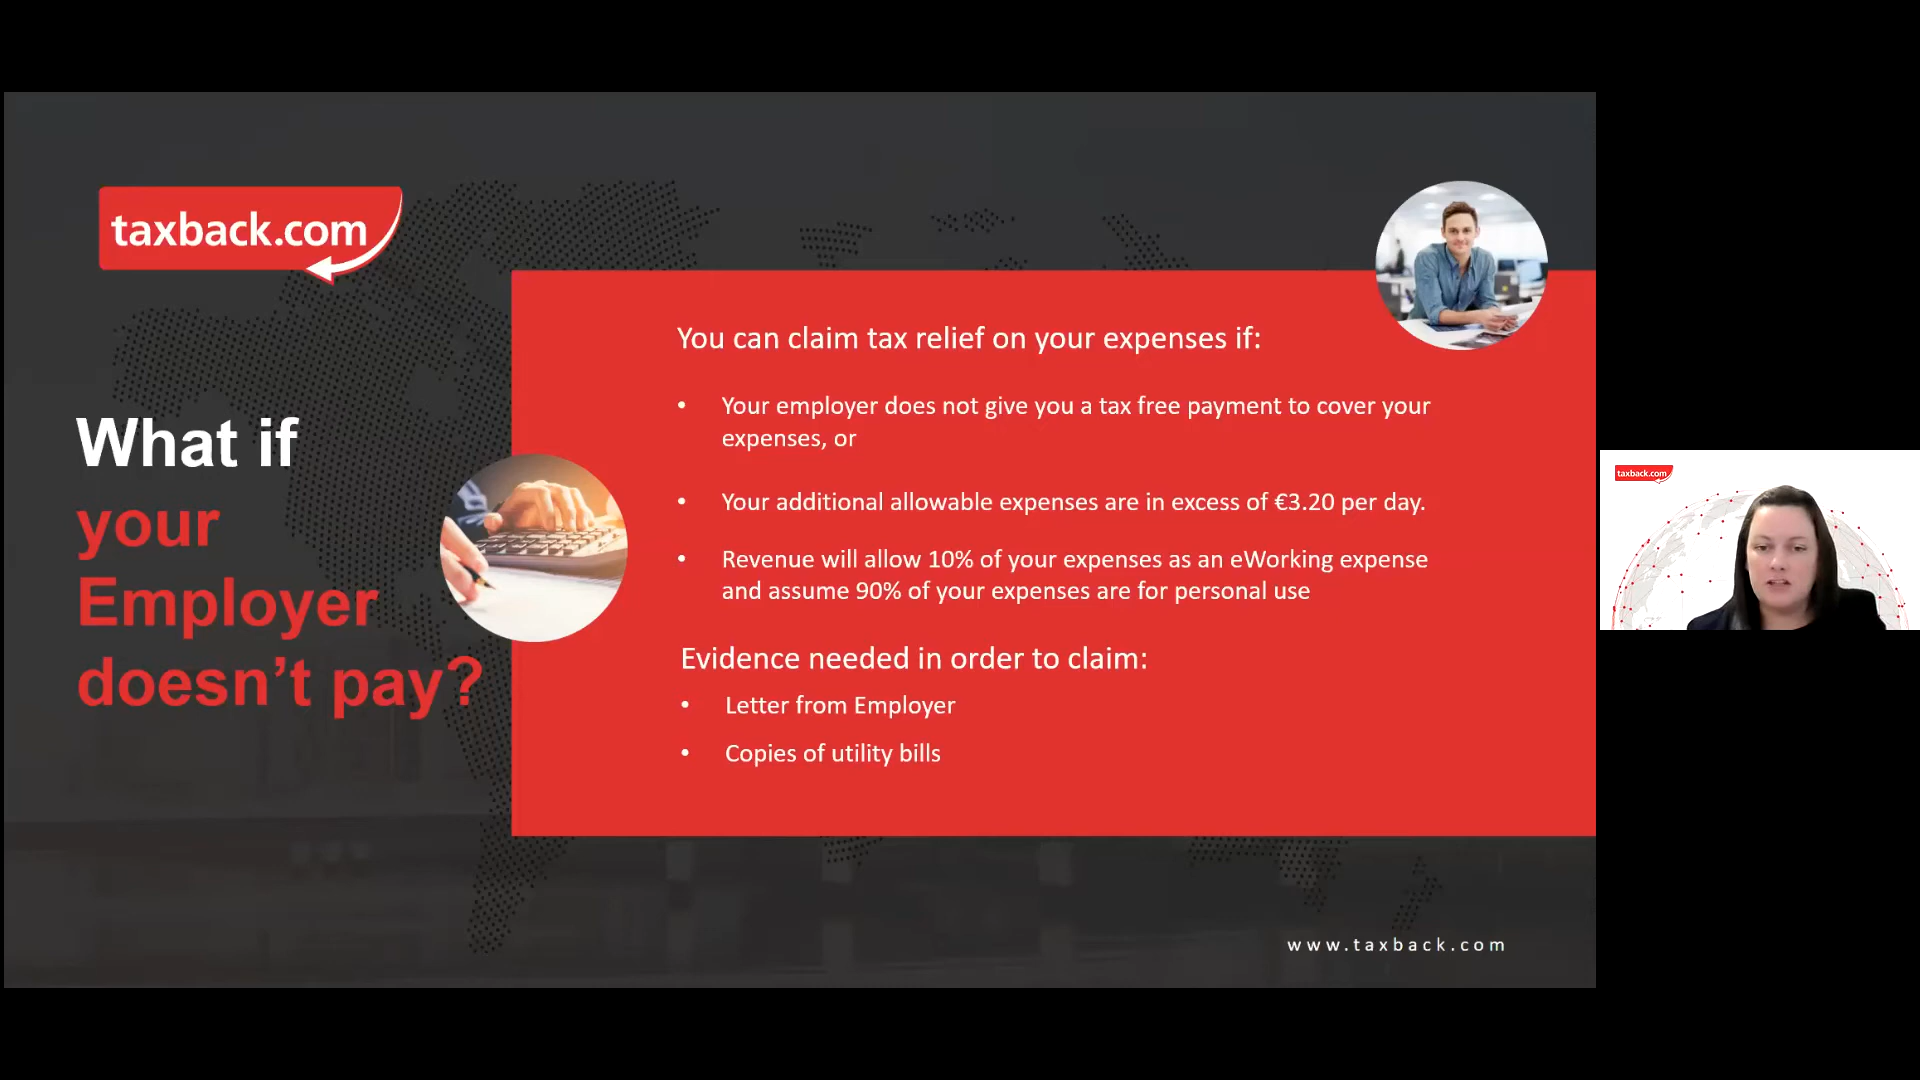 taxback.com
What if
your
Employer
doesn’t pay?
You can claim tax relief on your expenses if:
• Your employer does not give you a tax free payment to cover your
expenses, or
• Your additional allowable expenses are in excess of €3.20 per day.
• Revenue will allow 10% of your expenses as an eWorking expense
and assume 90% of your expenses are for personal use
Evidence needed in order to claim:
• Letter from Employer
• Copies of utility bills
www.taxback.com
taxback.com